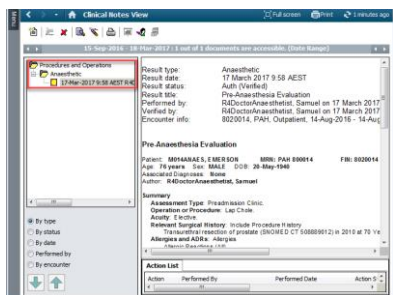 Menu
Clinical Notes View
Full screen Print 1 minutes ago
15-Sep-2016 - 18-Mar-2017 : 1 out of 1 documents are accessible. (Date Range)
Procedures and Operations
Anaesthetic
17-Mar-2017 9:58 AEST R4D
Result type: Anaesthetic
Result date: 17 March 2017 9:58 AEST
Result status: Auth (Verified)
Result title: Pre-Anaesthesia Evaluation
Performed by: R4DoctorAnaesthetist, Samuel on 17 March 2017
Verified by: R4DoctorAnaesthetist, Samuel on 17 March 2017
Encounter info: 8020014, PAH, Outpatient, 14-Aug-2016 - 14-Aug
Pre-Anaesthesia Evaluation
Patient: M014ANAES, EMERSON MRN: PAH 800014 FIN: 8020014
Age: 76 years Sex: MALE DOB: 20-May-1940
Associated Diagnoses: None
Author: R4DoctorAnaesthetist, Samuel
Summary
Assessment Type: Preadmission Clinic.
Operation or Procedure: Lap Chole.
Acuity: Elective.
Relevant Surgical History: Include Procedure History
Transurethral resection of prostate (SNOMED CT 508889012) in 2010 at 70 Ye
Allergies and ADRs: Allergies
By type
By status
By date
Performed by
By encounter
Action List
Action Performed By Performed Date Action S